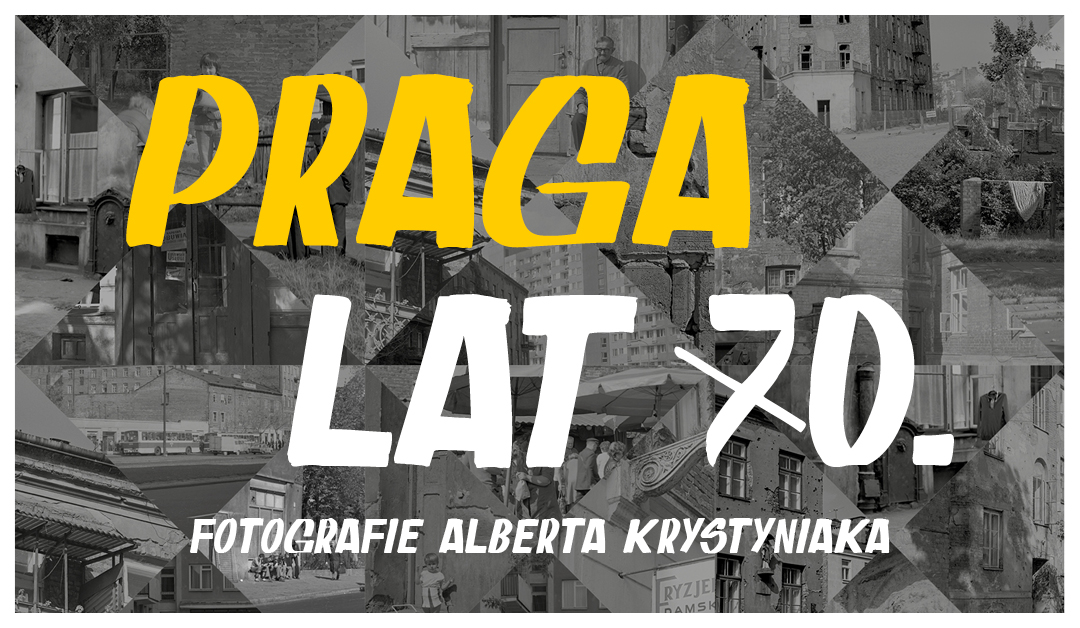 PRAGA
LAT 70.
FOTOGRAFIE ALBERTA KRYSTYNIAKA